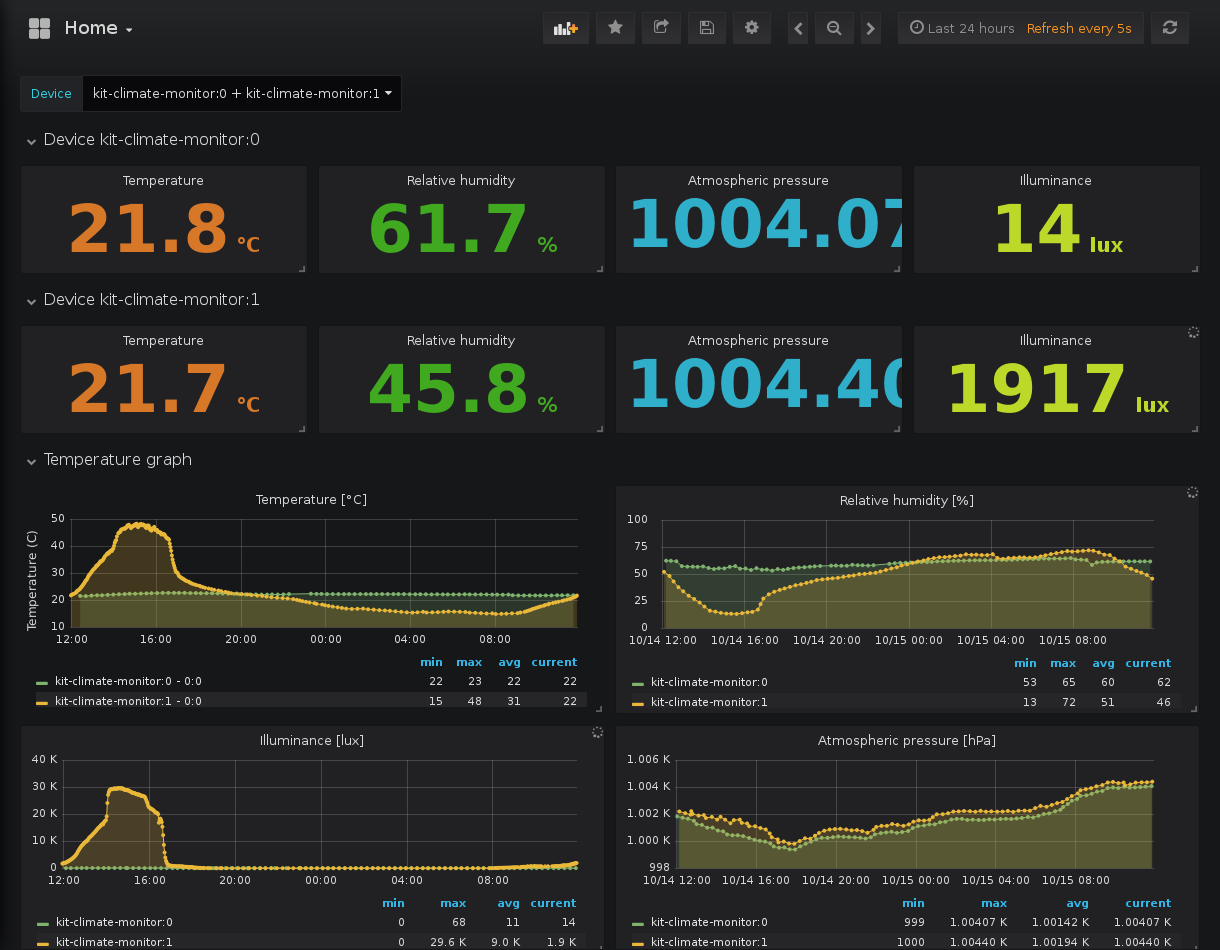 Home
Last 24 hours Refresh every 5s
Device kit-climate-monitor:0 + kit-climate-monitor:1
Device kit-climate-monitor:0
Temperature Relative humidity Atmospheric pressure Illuminance
21.8 °C 61.7 % 1004.07 14 lux
Device kit-climate-monitor:1
Temperature Relative humidity Atmospheric pressure Illuminance
21.7 °C 45.8 % 1004.40 1917 lux
Temperature graph
Temperature [°C]
Temperature (C)
50
40
30
20
10
12:00 16:00 20:00 00:00 04:00 08:00
min max avg current
kit-climate-monitor:0 - 0:0 22 23 22 22
kit-climate-monitor:1 - 0:0 15 48 31 22
Relative humidity [%]
100
75
50
25
0
10/14 12:00 10/14 16:00 10/14 20:00 10/15 00:00 10/15 04:00 10/15 08:00
min max avg current
kit-climate-monitor:0 53 65 60 62
kit-climate-monitor:1 13 72 51 46
Illuminance [lux]
40 K
30 K
20 K
10 K
0
12:00 16:00 20:00 00:00 04:00 08:00
min max avg current
kit-climate-monitor:0 0 68 11 14
kit-climate-monitor:1 0 29.6 K 9.0 K 1.9 K
Atmospheric pressure [hPa]
1.006 K
1.004 K
1.002 K
1.000 K
998
10/14 12:00 10/14 16:00 10/14 20:00 10/15 00:00 10/15 04:00 10/15 08:00
min max avg current
kit-climate-monitor:0 999 1.00407 K 1.00142 K 1.00407 K
kit-climate-monitor:1 1000 1.00440 K 1.00194 K 1.00440 K